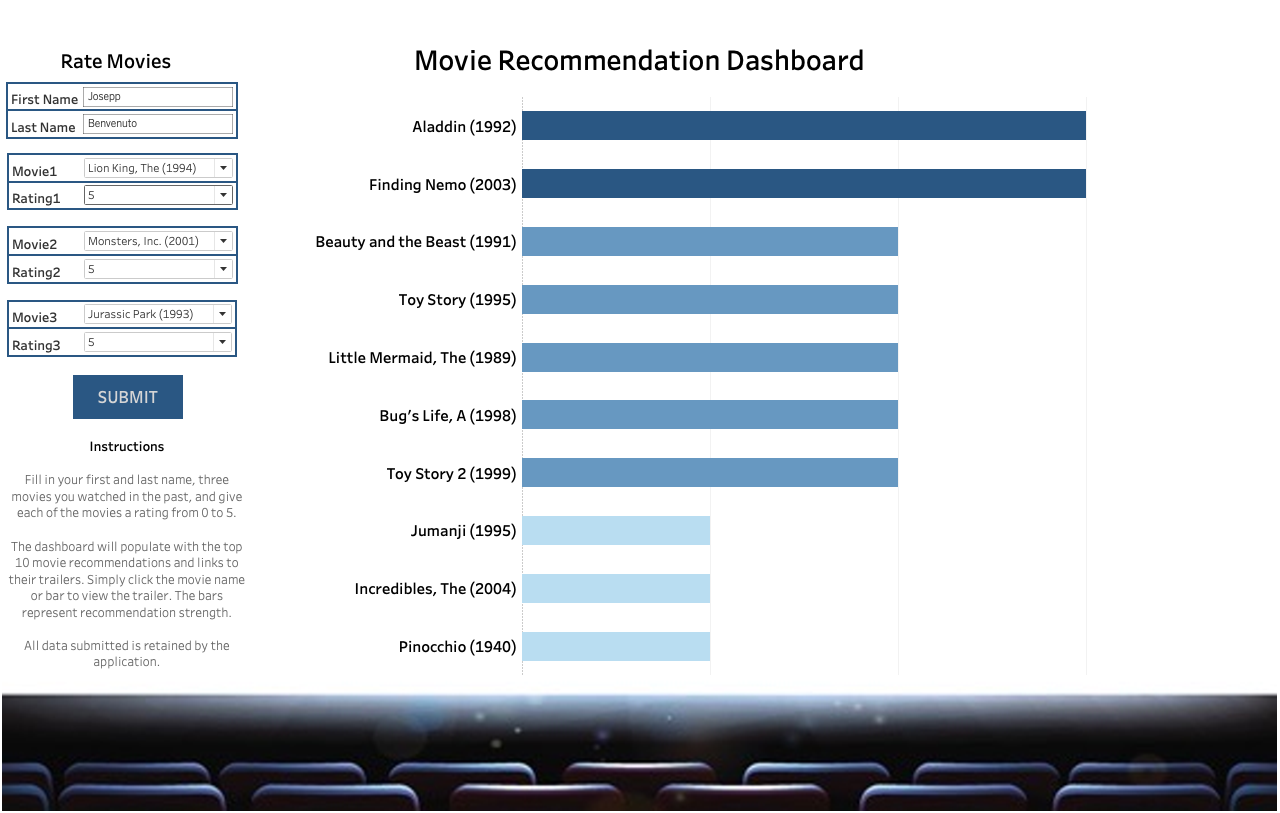 Rate Movies
First Name Josepp
Last Name Benvenuto
Movie1 Lion King, The (1994)
Rating1 5
Movie2 Monsters, Inc. (2001)
Rating2 5
Movie3 Jurassic Park (1993)
Rating3 5
SUBMIT
Instructions
Fill in your first and last name, three
movies you watched in the past, and give
each of the movies a rating from 0 to 5.
The dashboard will populate with the top
10 movie recommendations and links to
their trailers. Simply click the movie name
or bar to view the trailer. The bars
represent recommendation strength.
All data submitted is retained by the
application.
Movie Recommendation Dashboard
Aladdin (1992)
Finding Nemo (2003)
Beauty and the Beast (1991)
Toy Story (1995)
Little Mermaid, The (1989)
Bug's Life, A (1998)
Toy Story 2 (1999)
Jumanji (1995)
Incredibles, The (2004)
Pinocchio (1940)